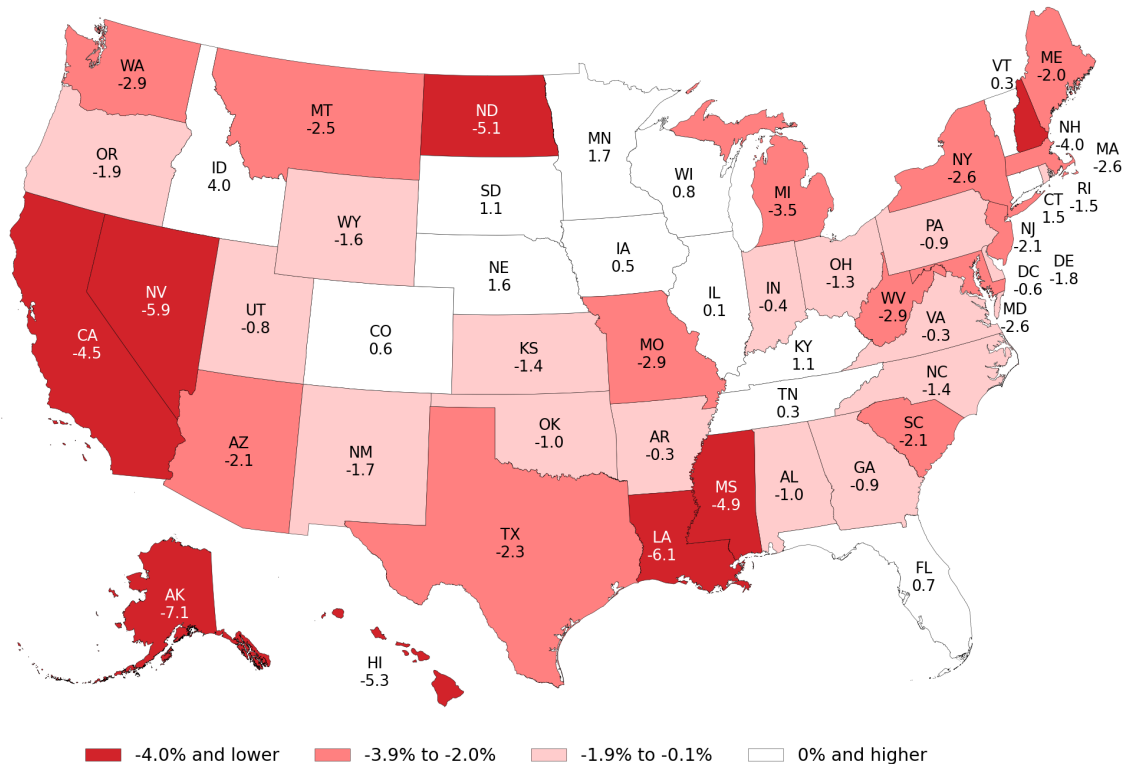 WA
-2.9
MT
-2.5
ND
-5.1
MN
1.7
VT
0.3
ME
-2.0
NH
-4.0
MA
-2.6
OR
-1.9
ID
4.0
SD
1.1
WI
0.8
MI
-3.5
NY
-2.6
CT
1.5
RI
-1.5
WY
-1.6
NE
1.6
IA
0.5
PA
-0.9
NJ
-2.1
DE
-1.8
DC
-0.6
MD
-2.6
NV
-5.9
UT
-0.8
CO
0.6
IL
0.1
IN
-0.4
OH
-1.3
WV
-2.9
VA
-0.3
CA
-4.5
KS
-1.4
MO
-2.9
KY
1.1
NC
-1.4
AZ
-2.1
NM
-1.7
OK
-1.0
AR
-0.3
TN
0.3
SC
-2.1
MS
-4.9
AL
-1.0
GA
-0.9
TX
-2.3
LA
-6.1
FL
0.7
AK
-7.1
HI
-5.3
-4.0% and lower
-3.9% to -2.0%
-1.9% to -0.1%
0% and higher